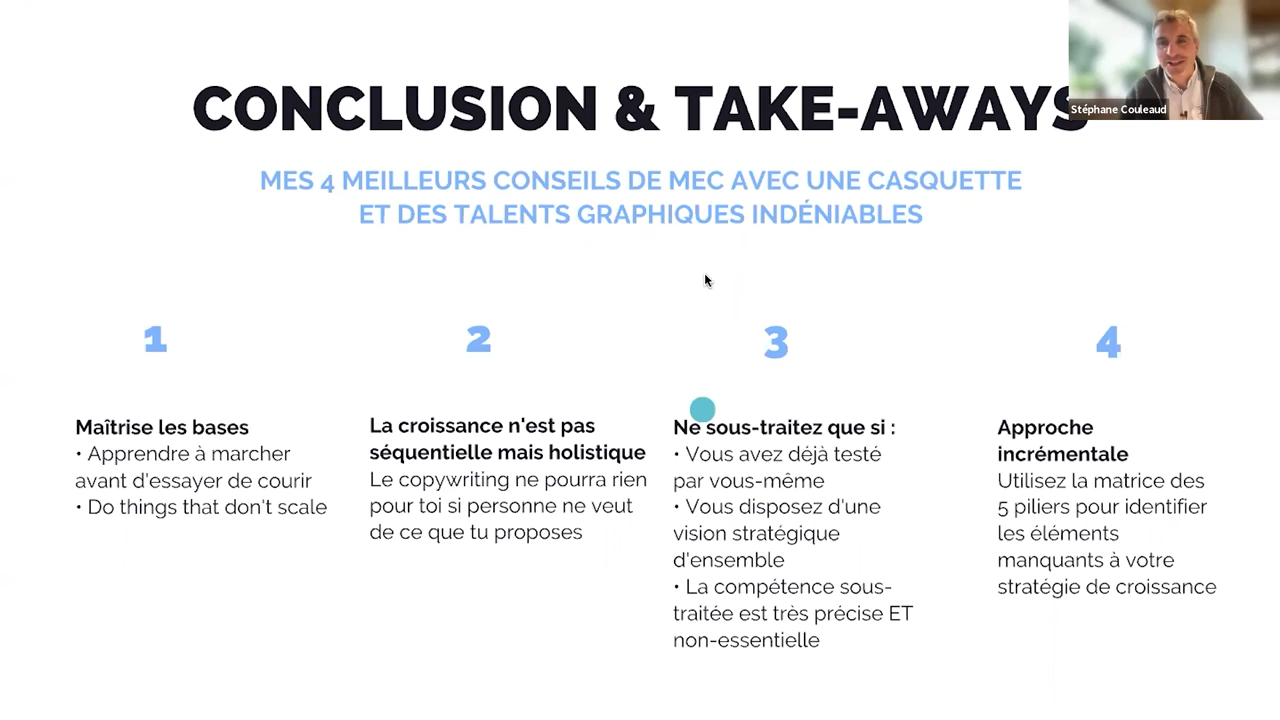 CONCLUSION & TAKE-AWAYS
Stéphane Couleaud
MES 4 MEILLEURS CONSEILS DE MEC AVEC UNE CASQUETTE
ET DES TALENTS GRAPHIQUES INDÉNIABLES
1
Maîtrise les bases
• Apprendre à marcher
avant d'essayer de courir
• Do things that don't scale
2
La croissance n'est pas
séquentielle mais holistique
Le copywriting ne pourra rien
pour toi si personne ne veut
de ce que tu proposes
3
Ne sous-traitez que si :
• Vous avez déjà testé
par vous-même
• Vous disposez d'une
vision stratégique
d'ensemble
• La compétence sous-
traitée est très précise ET
non-essentielle
4
Approche
incrémentale
Utilisez la matrice des
5 piliers pour identifier
les éléments
manquants à votre
stratégie de croissance